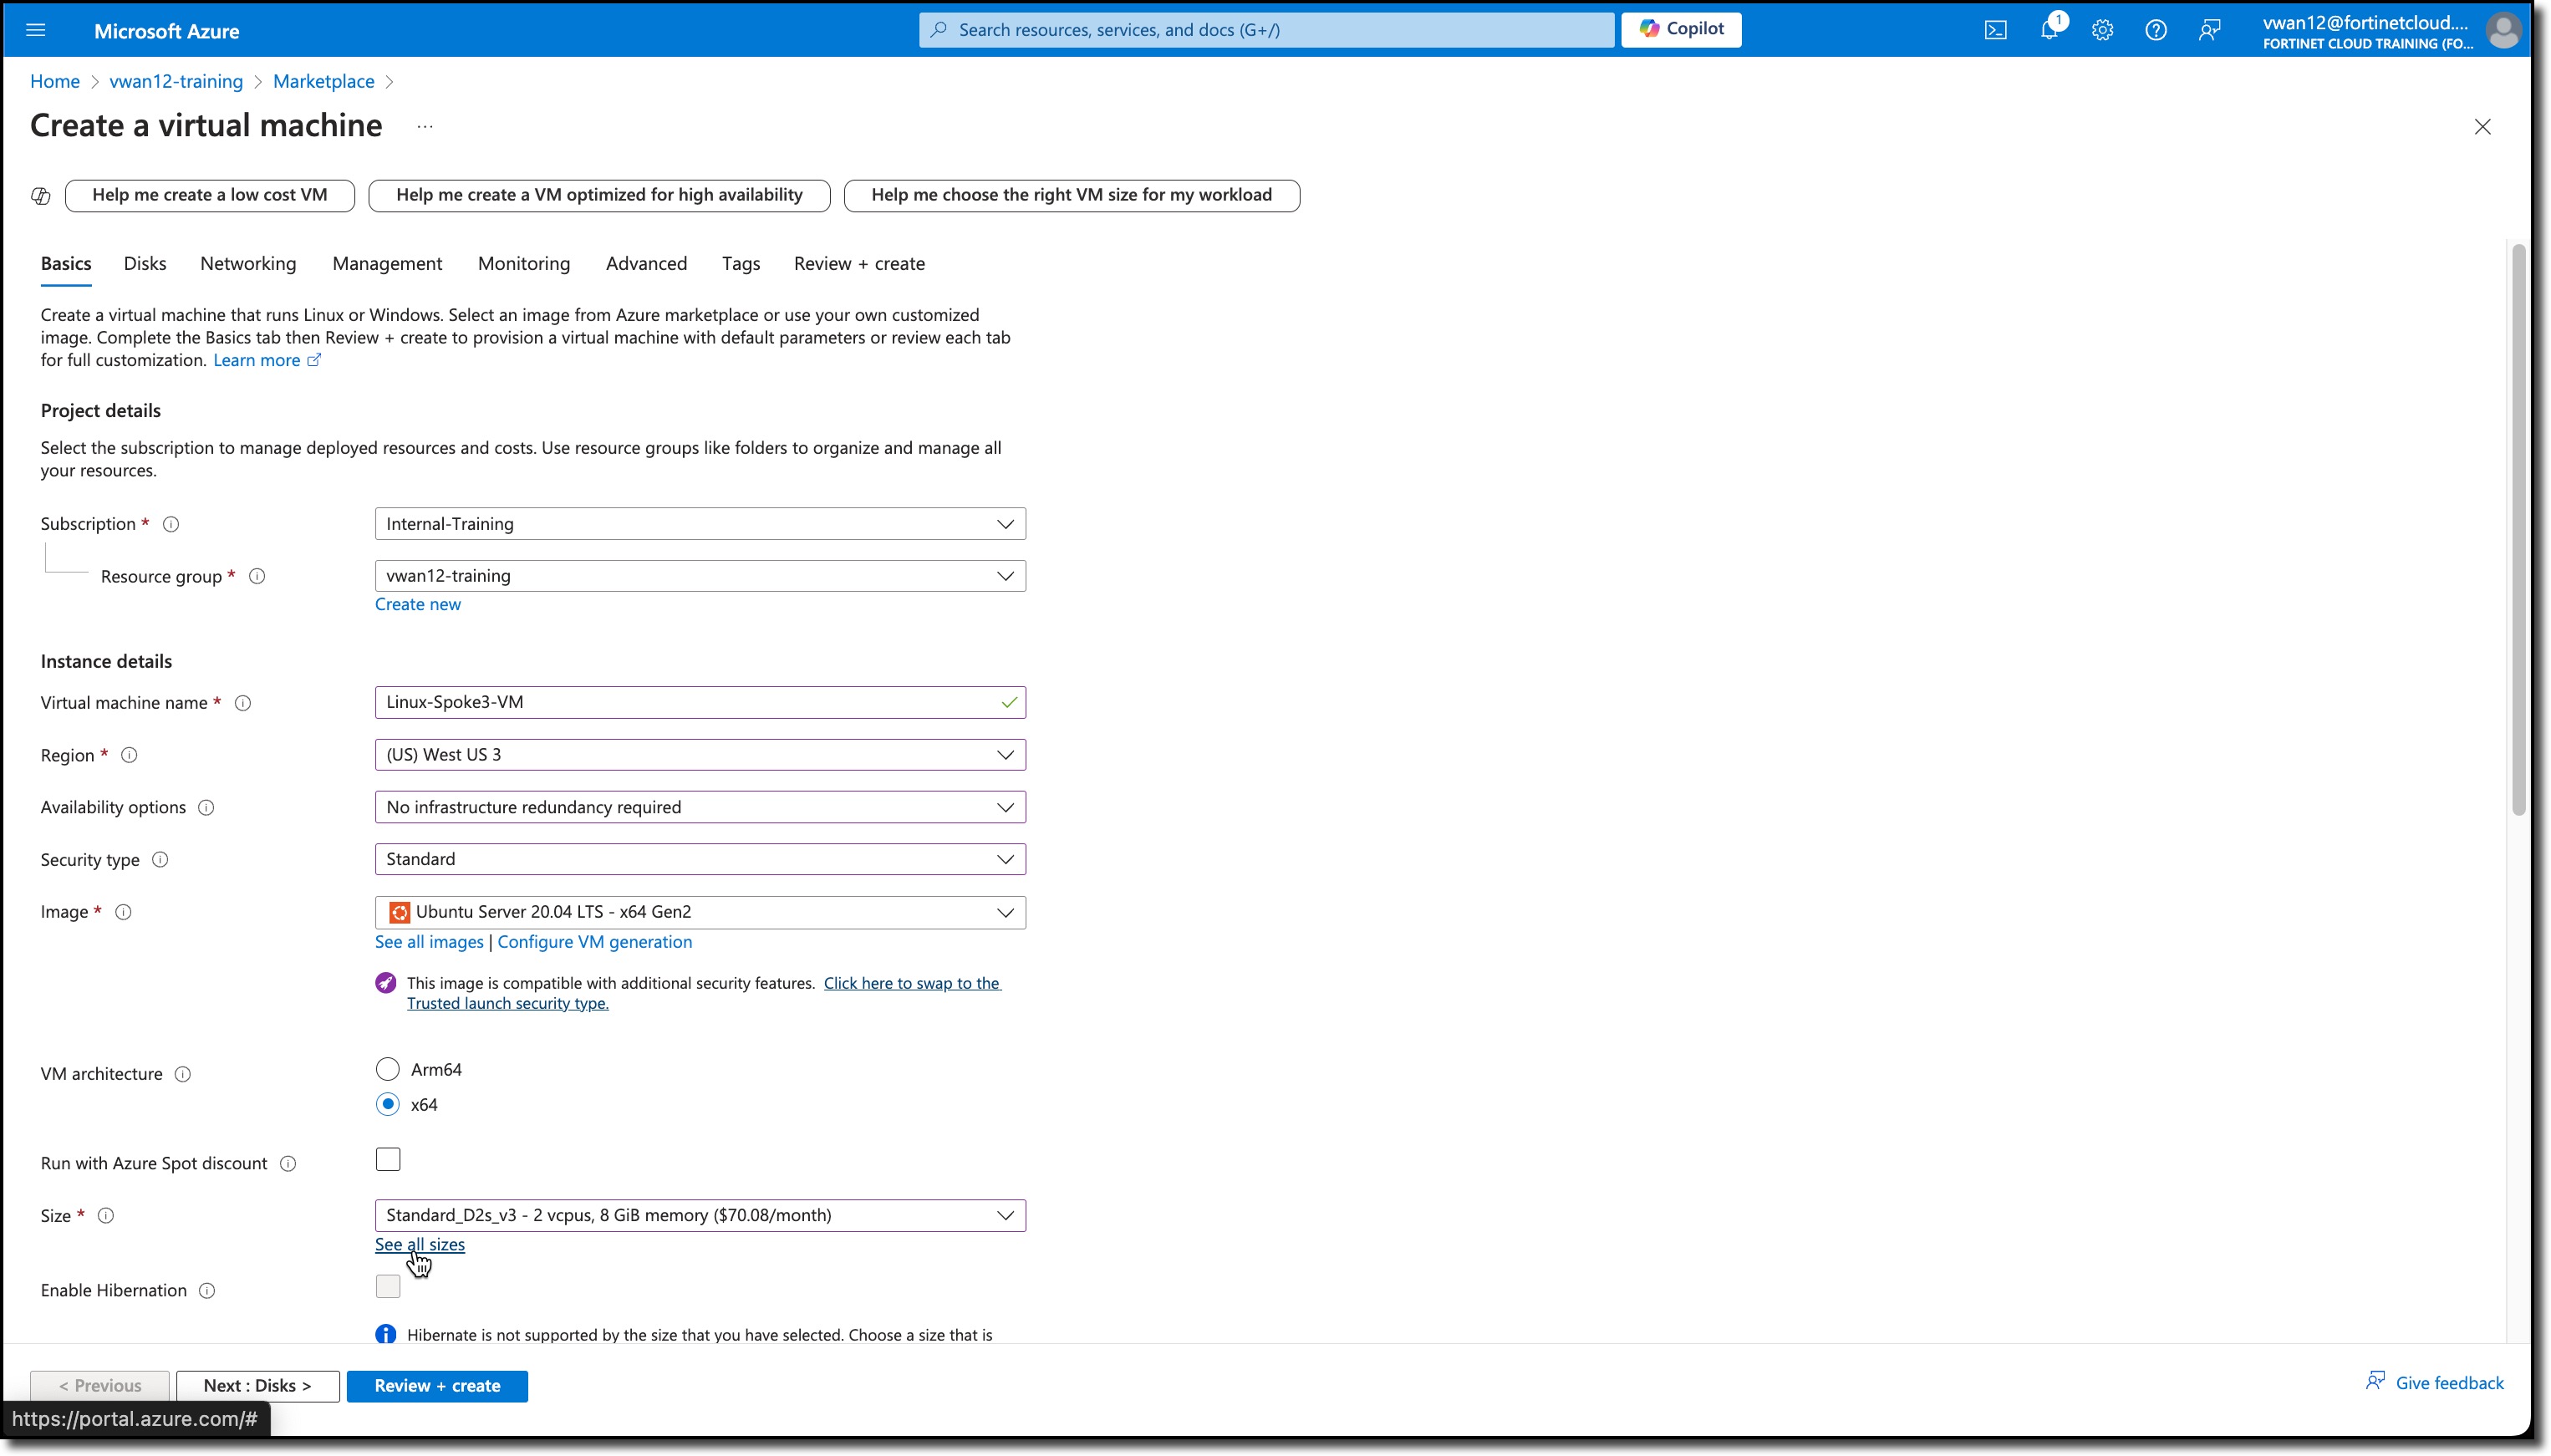 Microsoft Azure
Search resources, services, and docs (G+/)
Copilot
1
vwan12@fortinetcloud....
FORTINET CLOUD TRAINING (FO...
Home > vwan12-training > Marketplace >
Create a virtual machine ...
Help me create a low cost VM
Help me create a VM optimized for high availability
Help me choose the right VM size for my workload
Basics Disks Networking Management Monitoring Advanced Tags Review + create
Create a virtual machine that runs Linux or Windows. Select an image from Azure marketplace or use your own customized
image. Complete the Basics tab then Review + create to provision a virtual machine with default parameters or review each tab
for full customization. Learn more
Project details
Select the subscription to manage deployed resources and costs. Use resource groups like folders to organize and manage all
your resources.
Subscription * Internal-Training
Resource group * vwan12-training
Create new
Instance details
Virtual machine name * Linux-Spoke3-VM
Region * (US) West US 3
Availability options No infrastructure redundancy required
Security type Standard
Image * Ubuntu Server 20.04 LTS - x64 Gen2
See all images | Configure VM generation
This image is compatible with additional security features. Click here to swap to the
Trusted launch security type.
VM architecture
Arm64
x64
Run with Azure Spot discount
Size * Standard_D2s_v3 - 2 vcpus, 8 GiB memory ($70.08/month)
See all sizes
Enable Hibernation
Hibernate is not supported by the size that you have selected. Choose a size that is
< Previous
Next : Disks >
Review + create
Give feedback
https://portal.azure.com/#